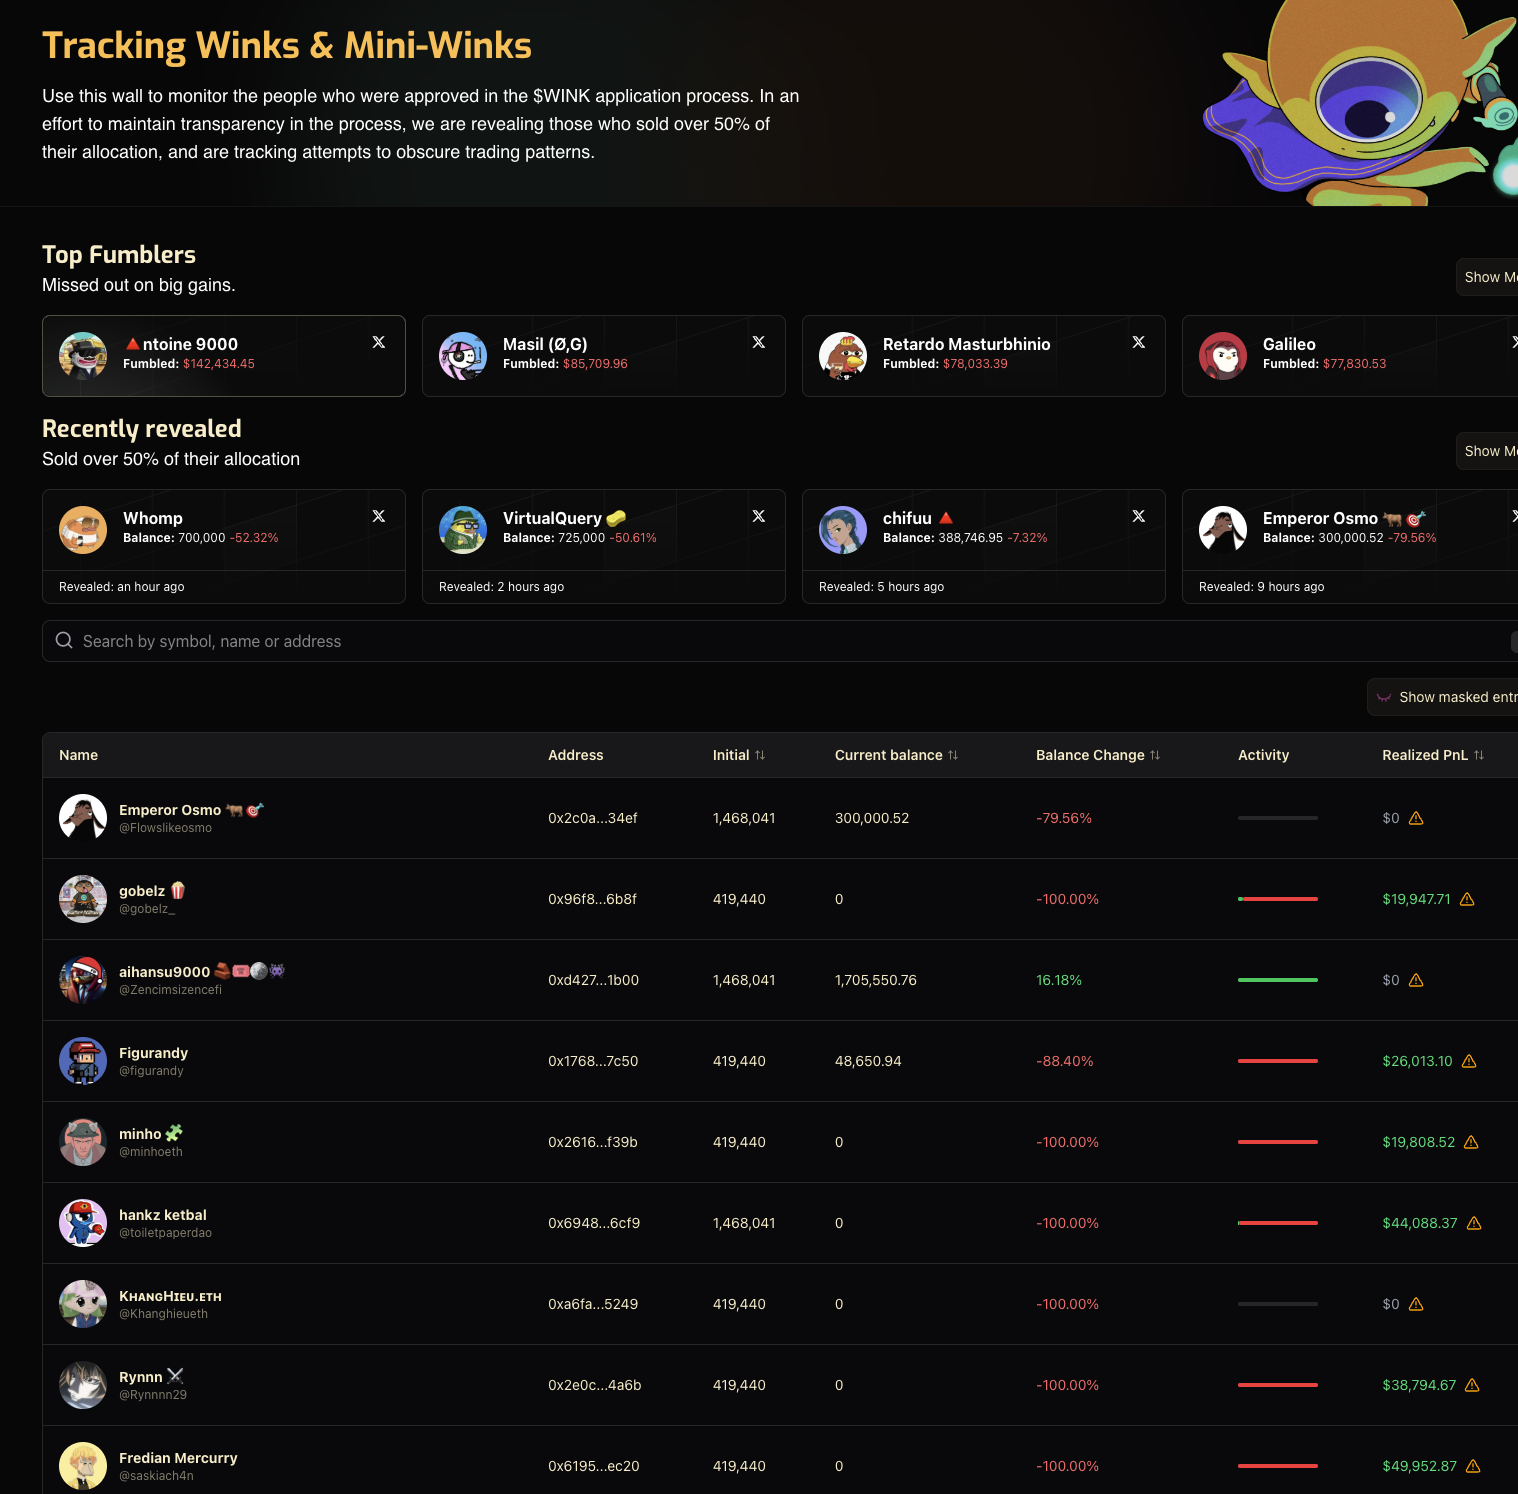 Tracking Winks & Mini-Winks
Use this wall to monitor the people who were approved in the $WINK application process. In an
effort to maintain transparency in the process, we are revealing those who sold over 50% of
their allocation, and are tracking attempts to obscure trading patterns.
Top Fumblers
Missed out on big gains.
Show
🔺ntoine 9000
Fumbled: $142,434.45
Masil (Ø,G)
Fumbled: $85,709.96
Retardo Masturbhinio
Fumbled: $78,033.39
Galileo
Fumbled: $77,830.53
Recently revealed
Sold over 50% of their allocation
Show
Whomp
Balance: 700,000 -52.32%
Revealed: an hour ago
VirtualQuery 🥔
Balance: 725,000 -50.61%
Revealed: 2 hours ago
chifuu 🔺
Balance: 388,746.95 -7.32%
Revealed: 5 hours ago
Emperor Osmo 🐂🎯
Balance: 300,000.52 -79.56%
Revealed: 9 hours ago
Search by symbol, name or address
Show masked
Name Address Initial Current balance Balance Change Activity Realized PnL
Emperor Osmo 🐂🎯
@Flowslikeosmo
0x2c0a...34ef 1,468,041 300,000.52 -79.56% $0
gobelz 🍿
@gobelz_
0x96f8...6b8f 419,440 0 -100.00% $19,947.71
aihansu9000
@Zencimsizencefi
0xd427...1b00 1,468,041 1,705,550.76 16.18% $0
Figurandy
@figurandy
0x1768...7c50 419,440 48,650.94 -88.40% $26,013.10
minho 🧩
@minhoeth
0x2616...f39b 419,440 0 -100.00% $19,808.52
hankz ketbal
@toiletpaperdao
0x6948...6cf9 1,468,041 0 -100.00% $44,088.37
KʜᴀɴɢHɪᴇᴜ.ᴇᴛʜ
@Khanghieueth
0xa6fa...5249 419,440 0 -100.00% $0
Rynnn ⚔️
@Rynnnn29
0x2e0c...4a6b 419,440 0 -100.00% $38,794.67
Fredian Mercurry
@saskiach4n
0x6195...ec20 419,440 0 -100.00% $49,952.87